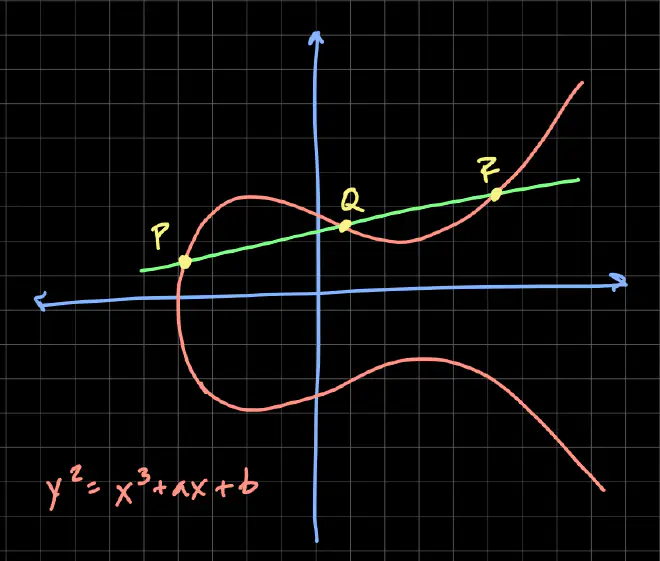 P
Q
R
y² = x³ + ax + b